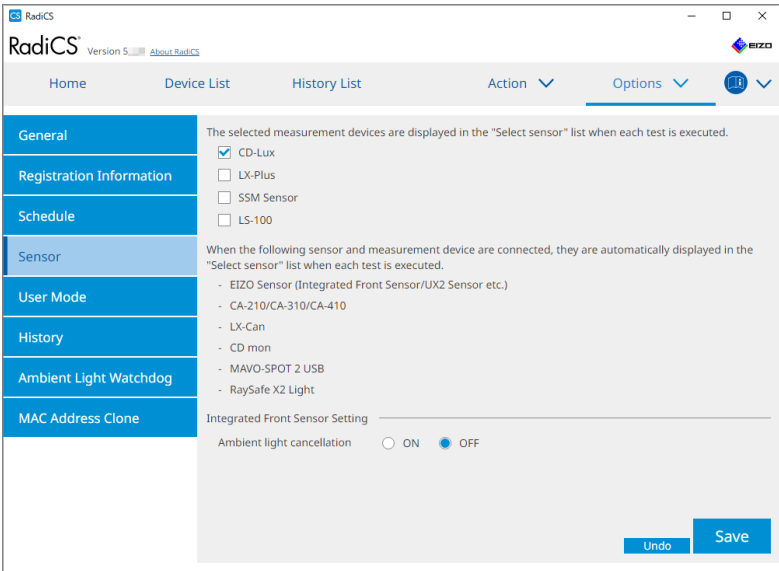 CS RadiCS
RadiCS® Version 5. About RadiCS
EIZO
Home Device List History List Action Options
General
Registration Information
Schedule
Sensor
User Mode
History
Ambient Light Watchdog
MAC Address Clone
The selected measurement devices are displayed in the "Select sensor" list when each test is executed.
CD-Lux
LX-Plus
SSM Sensor
LS-100
When the following sensor and measurement device are connected, they are automatically displayed in the
"Select sensor" list when each test is executed.
- EIZO Sensor (Integrated Front Sensor/UX2 Sensor etc.)
- CA-210/CA-310/CA-410
- LX-Can
- CD mon
- MAVO-SPOT 2 USB
- RaySafe X2 Light
Integrated Front Sensor Setting
Ambient light cancellation ON OFF
Undo Save